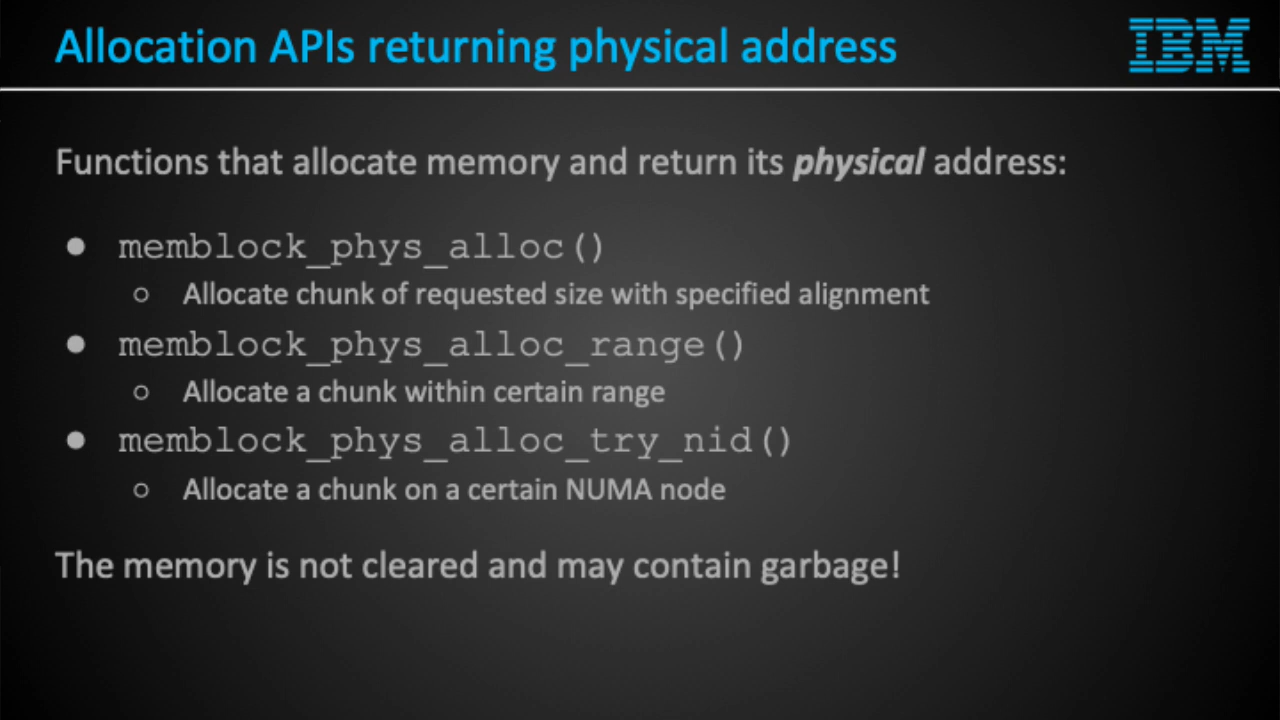 Allocation APIs returning physical address
IBM
Functions that allocate memory and return its physical address:
● memblock_phys_alloc()
○ Allocate chunk of requested size with specified alignment
● memblock_phys_alloc_range()
○ Allocate a chunk within certain range
● memblock_phys_alloc_try_nid()
○ Allocate a chunk on a certain NUMA node
The memory is not cleared and may contain garbage!